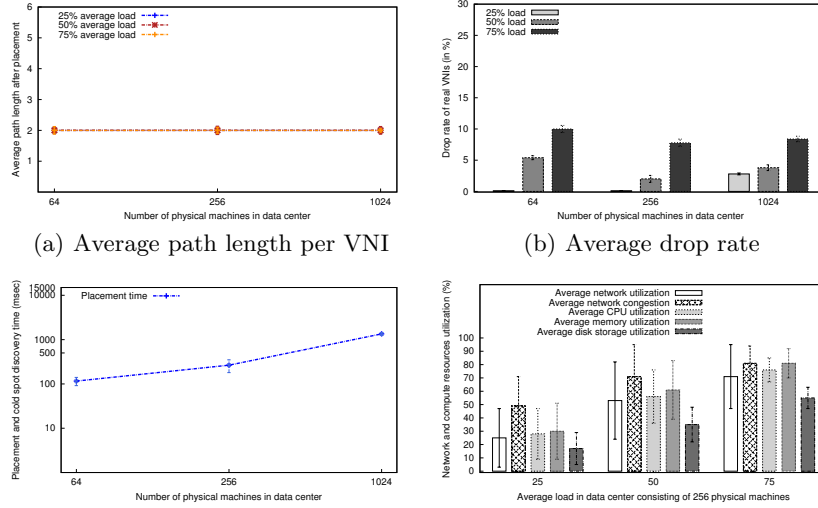 25% average load
50% average load
75% average load
Average path length after placement
6
5
4
3
2
1
64
256
1024
Number of physical machines in data center
(a) Average path length per VNI
25% load
50% load
75% load
Drop rate of real VNIs (in %)
30
25
20
15
10
5
0
64
256
1024
Number of physical machines in data center
(b) Average drop rate
Placement time
Placement and cold spot discovery time (msec)
15000
10000
1000
500
100
10
64
256
1024
Number of physical machines in data center
Average network utilization
Average network congestion
Average CPU utilization
Average memory utilization
Average disk storage utilization
Network and compute resources utilization (%)
100
90
80
70
60
50
40
30
20
10
0
25
50
75
Average load in data center consisting of 256 physical machines